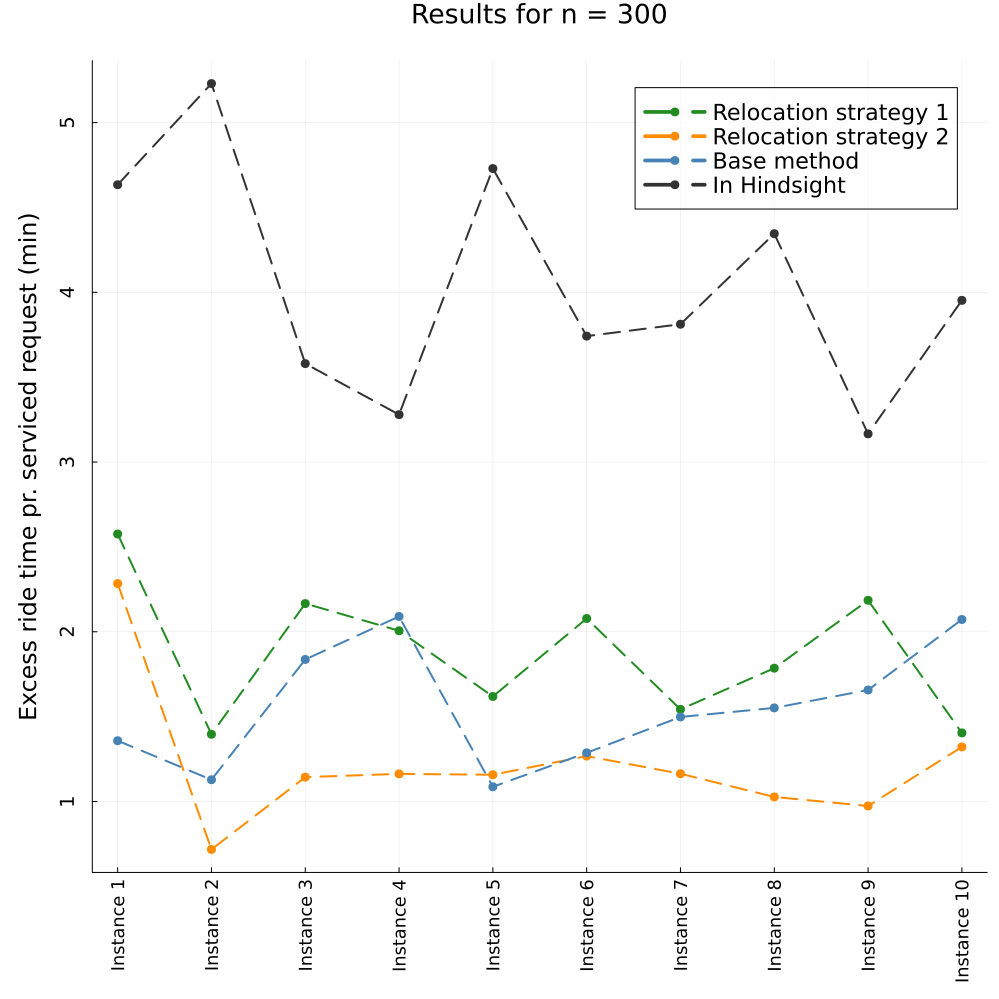 Results for n = 300
Excess ride time pr. serviced request (min)
5
4
3
2
1
Relocation strategy 1
Relocation strategy 2
Base method
In Hindsight
Instance 1
Instance 2
Instance 3
Instance 4
Instance 5
Instance 6
Instance 7
Instance 8
Instance 9
Instance 10